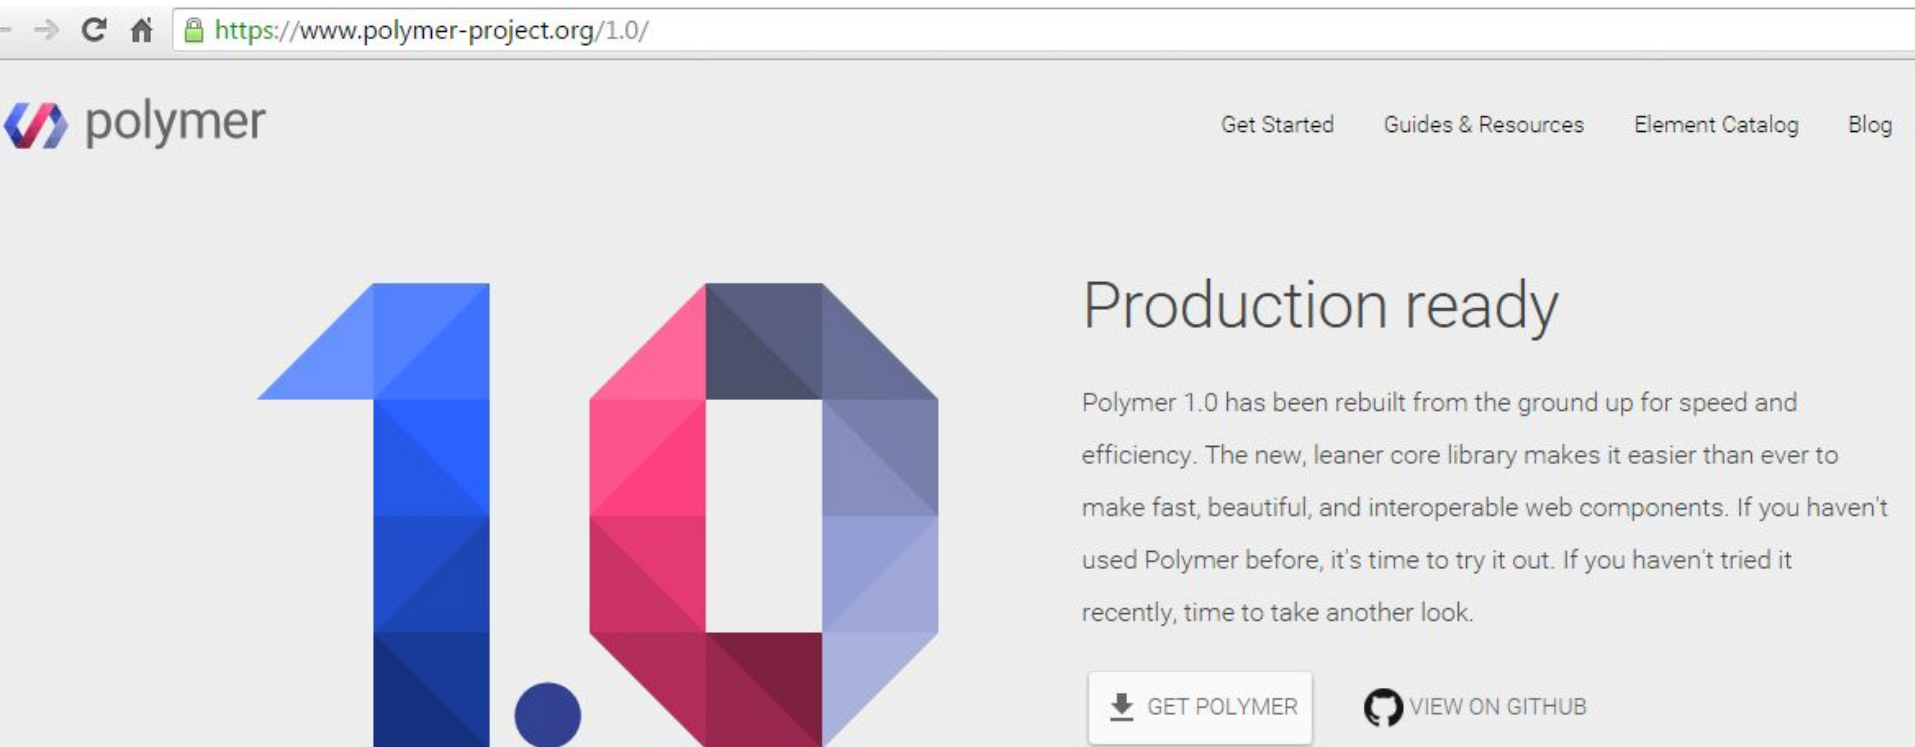 https://www.polymer-project.org/1.0/
polymer
Get Started Guides & Resources Element Catalog Blog
1.0
Production ready
Polymer 1.0 has been rebuilt from the ground up for speed and
efficiency. The new, leaner core library makes it easier than ever to
make fast, beautiful, and interoperable web components. If you haven't
used Polymer before, it's time to try it out. If you haven't tried it
recently, time to take another look.
GET POLYMER VIEW ON GITHUB